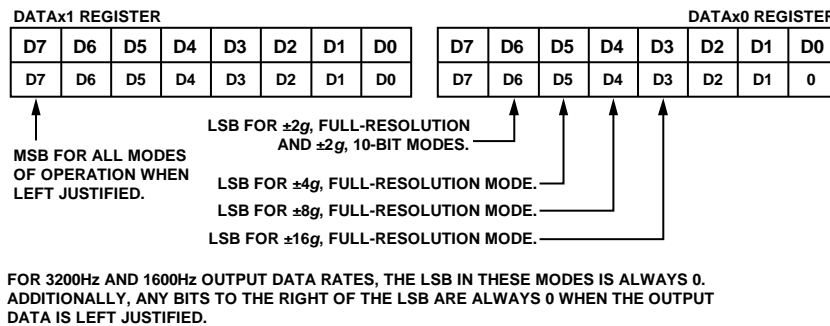 DATAx1 REGISTER
DATAx0 REGISTER
D7 D6 D5 D4 D3 D2 D1 D0
D7 D6 D5 D4 D3 D2 D1 D0
D7 D6 D5 D4 D3 D2 D1 D0
D7 D6 D5 D4 D3 D2 D1 0
MSB FOR ALL MODES
OF OPERATION WHEN
LEFT JUSTIFIED.
LSB FOR ±2g, FULL-RESOLUTION
AND ±2g, 10-BIT MODES.
LSB FOR ±4g, FULL-RESOLUTION MODE.
LSB FOR ±8g, FULL-RESOLUTION MODE.
LSB FOR ±16g, FULL-RESOLUTION MODE.
FOR 3200Hz AND 1600Hz OUTPUT DATA RATES, THE LSB IN THESE MODES IS ALWAYS 0.
ADDITIONALLY, ANY BITS TO THE RIGHT OF THE LSB ARE ALWAYS 0 WHEN THE OUTPUT
DATA IS LEFT JUSTIFIED.